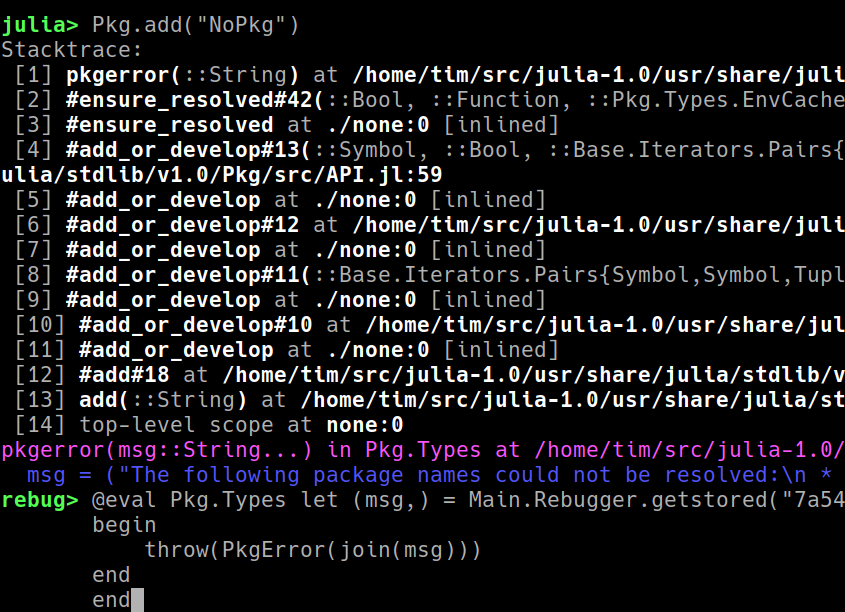 julia> Pkg.add("NoPkg")
Stacktrace:
 [1] pkgerror(::String) at /home/tim/src/julia-1.0/usr/share/juli
 [2] #ensure_resolved#42(::Bool, ::Function, ::Pkg.Types.EnvCache
 [3] #ensure_resolved at ./none:0 [inlined]
 [4] #add_or_develop#13(::Symbol, ::Bool, ::Base.Iterators.Pairs{
ulia/stdlib/v1.0/Pkg/src/API.jl:59
 [5] #add_or_develop at ./none:0 [inlined]
 [6] #add_or_develop#12 at /home/tim/src/julia-1.0/usr/share/juli
 [7] #add_or_develop at ./none:0 [inlined]
 [8] #add_or_develop#11(::Base.Iterators.Pairs{Symbol,Symbol,Tupl
 [9] #add_or_develop at ./none:0 [inlined]
 [10] #add_or_develop#10 at /home/tim/src/julia-1.0/usr/share/jul
 [11] #add_or_develop at ./none:0 [inlined]
 [12] #add#18 at /home/tim/src/julia-1.0/usr/share/julia/stdlib/v
 [13] add(::String) at /home/tim/src/julia-1.0/usr/share/julia/st
 [14] top-level scope at none:0
pkgerror(msg::String...) in Pkg.Types at /home/tim/src/julia-1.0/
  msg = ("The following package names could not be resolved:\n *
rebug> @eval Pkg.Types let (msg,) = Main.Rebugger.getstored("7a54
       begin
           throw(PkgError(join(msg)))
       end
       end